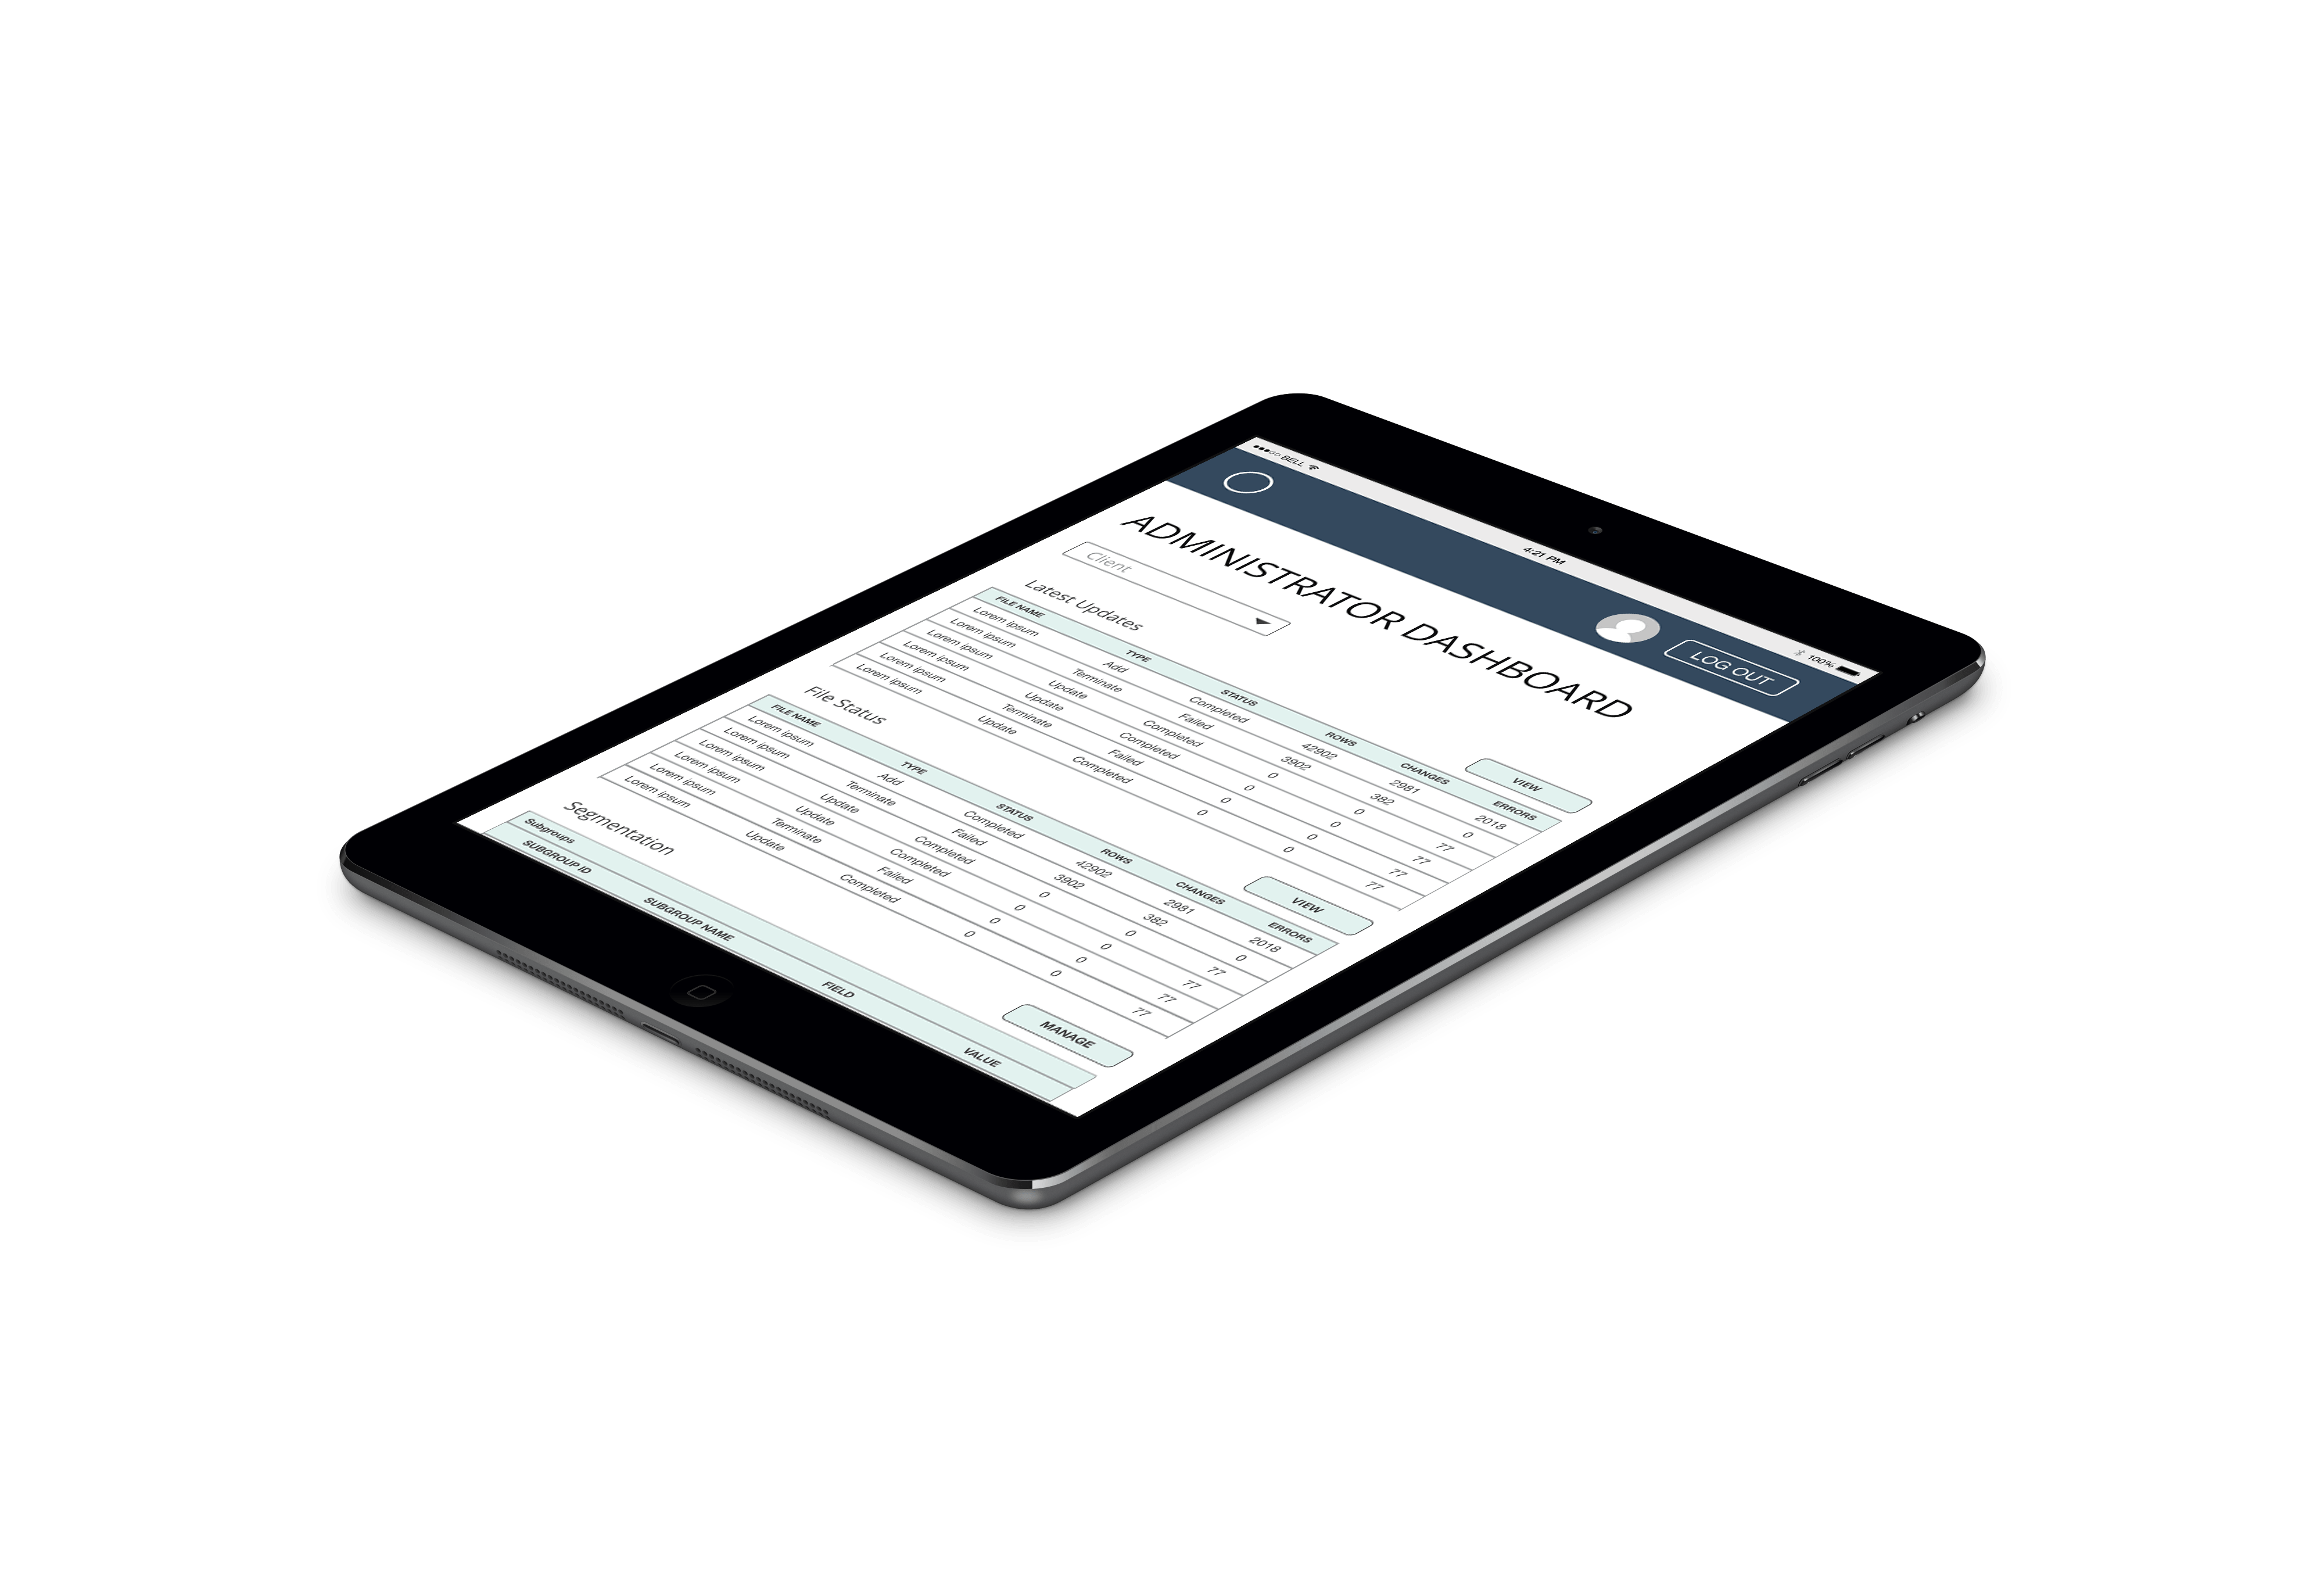 BELL 4:21 PM 100%
LOG OUT
ADMINISTRATOR DASHBOARD
Client
Latest Updates VIEW
FILE NAME TYPE STATUS ROWS CHANGES ERRORS
Lorem ipsum Add Completed 42902 2981 2018
Lorem ipsum Terminate Failed 3902 382 0
Lorem ipsum Update Completed 0 0 77
Lorem ipsum Update Completed 0 0 77
Lorem ipsum Terminate Failed 0 0 77
Lorem ipsum Update Completed 0 0 77
File Status VIEW
FILE NAME TYPE STATUS ROWS CHANGES ERRORS
Lorem ipsum Add Completed 42902 2981 2018
Lorem ipsum Terminate Failed 3902 382 0
Lorem ipsum Update Completed 0 0 77
Lorem ipsum Update Completed 0 0 77
Lorem ipsum Terminate Failed 0 0 77
Lorem ipsum Update Completed 0 0 77
Segmentation MANAGE
Subgroups
SUBGROUP ID SUBGROUP NAME FIELD VALUE